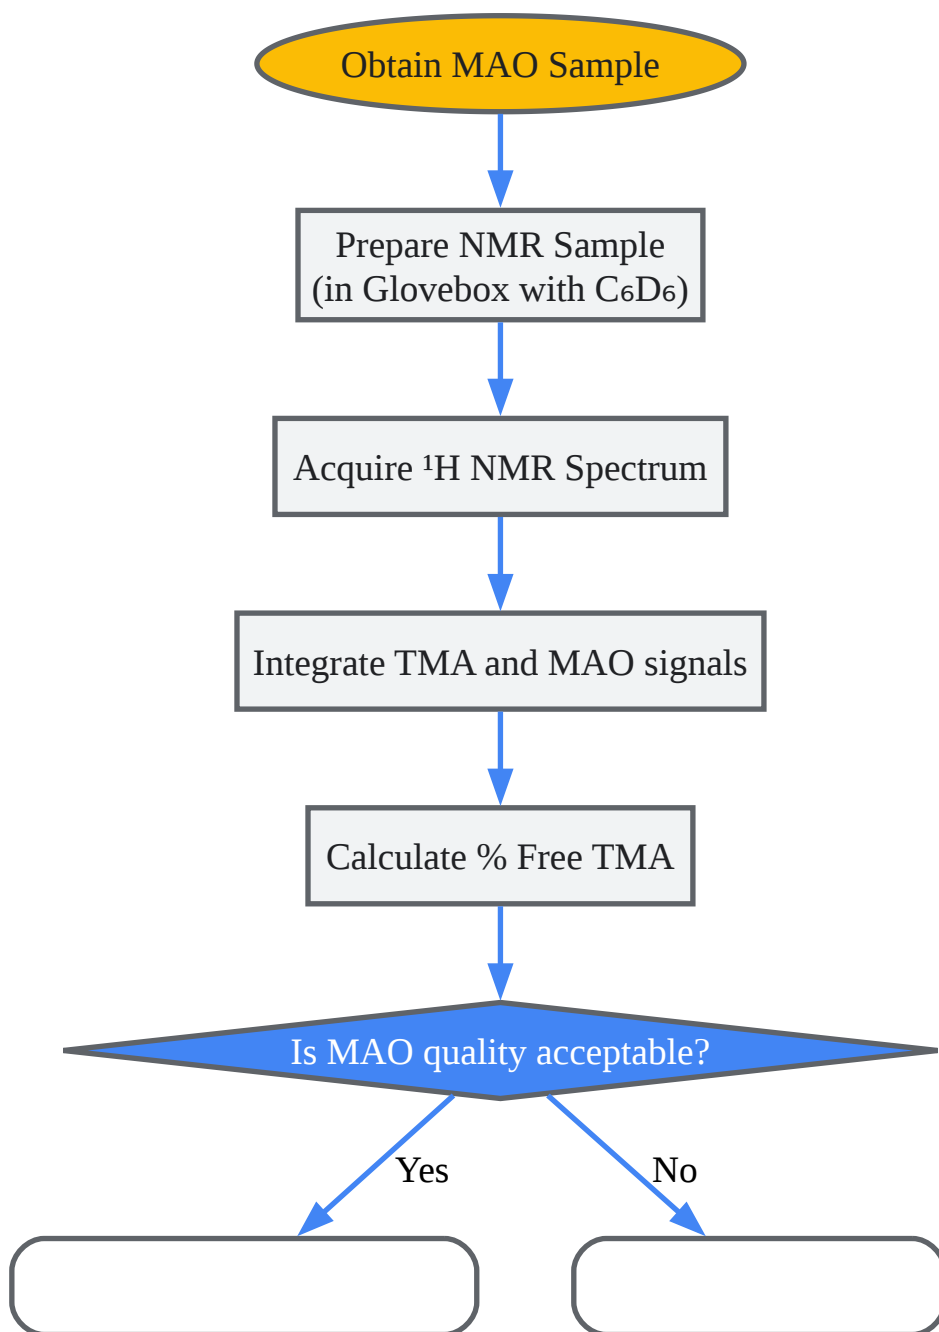 Obtain MAO Sample
Prepare NMR Sample
(in Glovebox with C₆D₆)
Acquire ¹H NMR Spectrum
Integrate TMA and MAO signals
Calculate % Free TMA
Is MAO quality acceptable?
Yes
No